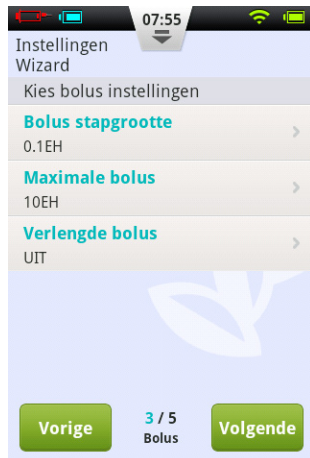 07:55
Instellingen
Wizard
Kies bolus instellingen
Bolus stapgrootte
0.1EH
Maximale bolus
10EH
Verlengde bolus
UIT
Vorige
3 / 5
Bolus
Volgende